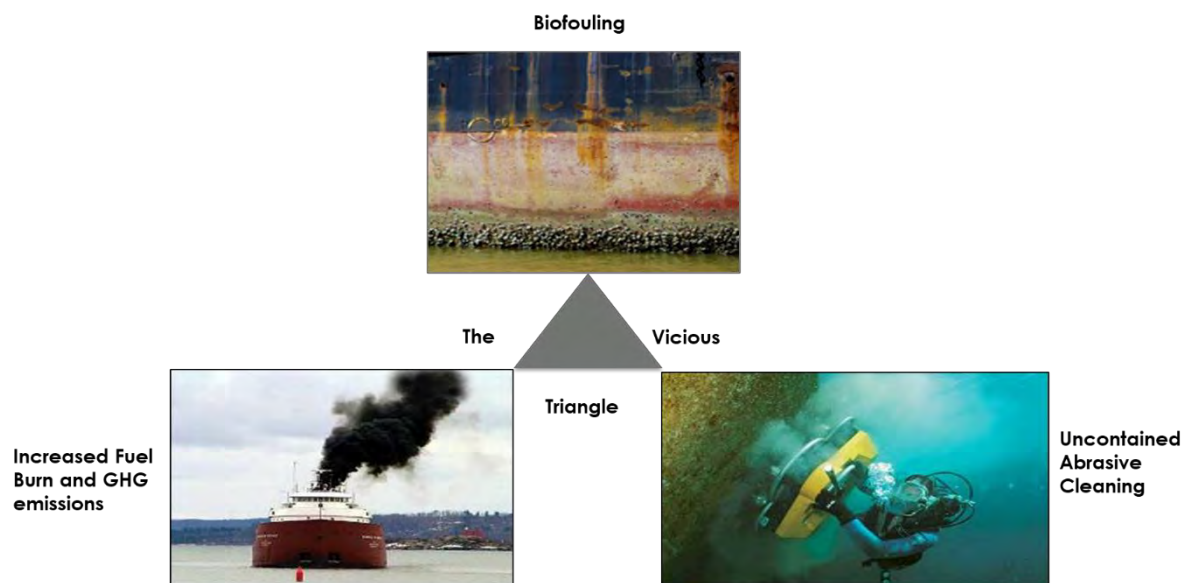 Biofouling
The Vicious
Triangle
Increased Fuel
Burn and GHG
emissions
Uncontained
Abrasive
Cleaning